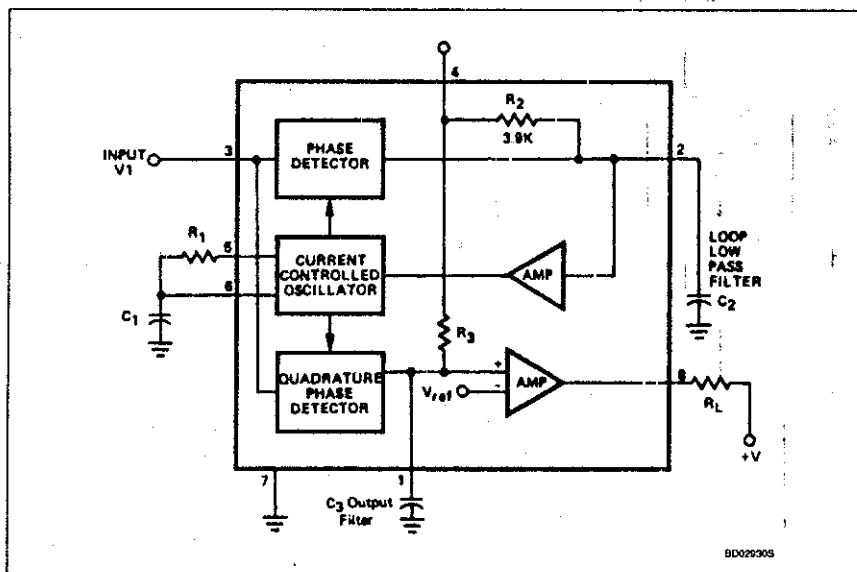 4
R2
3.9K
PHASE
DETECTOR
INPUT
V1
3
2
R1
5
6
CURRENT
CONTROLLED
OSCILLATOR
AMP
LOOP
LOW
PASS
FILTER
C2
C1
R3
QUADRATURE
PHASE
DETECTOR
+
-
Vref
AMP
8
RL
+V
7
1
C3 Output
Filter
BD02930S